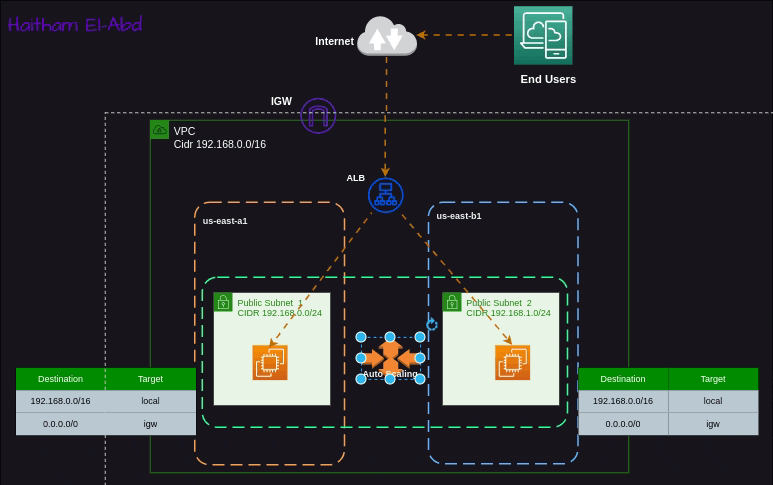 Haitham El-Abd
Internet
End Users
IGW
VPC
Cidr 192.168.0.0/16
ALB
us-east-a1
us-east-b1
Public Subnet 1
CIDR 192.168.0.0/24
Public Subnet 2
CIDR 192.168.1.0/24
Auto Scaling
Destination Target
192.168.0.0/16 local
0.0.0.0/0 igw
Destination Target
192.168.0.0/16 local
0.0.0.0/0 igw